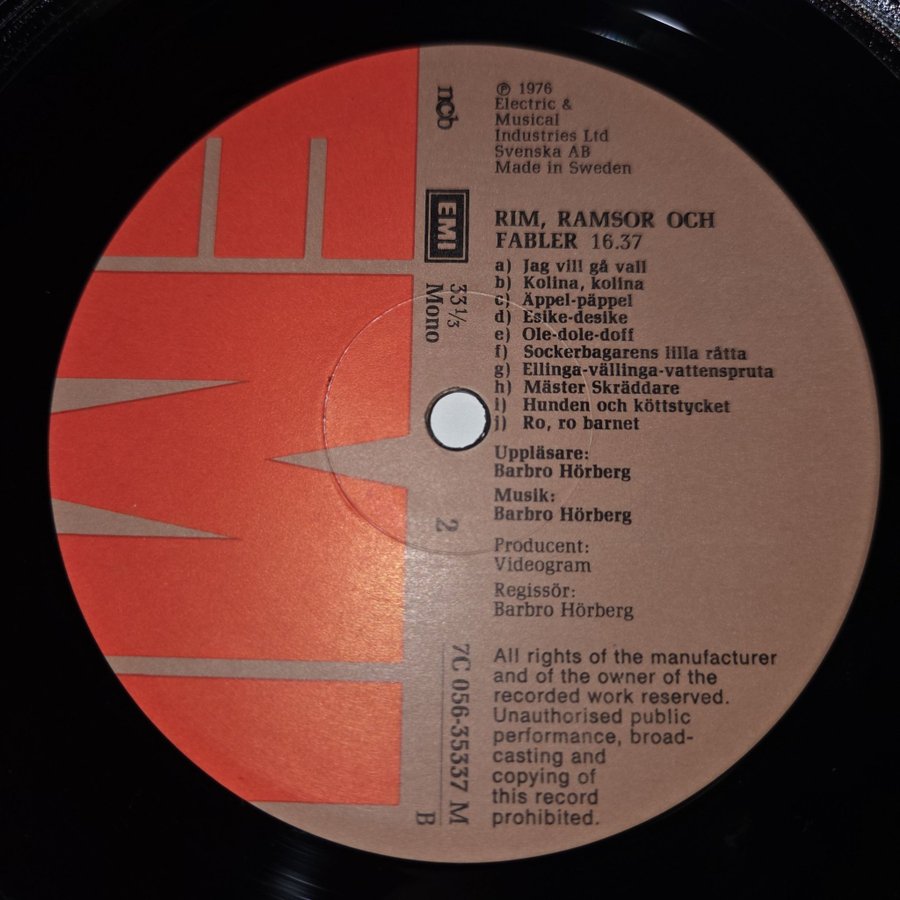 ℗ 1976
Electric &
Musical
Industries Ltd
Svenska AB
Made in Sweden
RIM, RAMSOR OCH
FABLER 16.37
a) Jag vill gå vall
b) Kolina, kolina
c) Äppel-päppel
d) Esike-desike
e) Ole-dole-doff
f) Sockerbagarens lilla råtta
g) Ellinga-vällinga-vattenspruta
h) Mäster Skräddare
i) Hunden och köttstycket
j) Ro, ro barnet
Uppläsare:
Barbro Hörberg
Musik:
Barbro Hörberg
Producent:
Videogram
Regissör:
Barbro Hörberg
All rights of the manufacturer
and of the owner of the
recorded work reserved.
Unauthorised public
performance, broad-
casting and
copying of
this record
prohibited.
ncb
EMI
33⅓
Mono
2
7C 056-35337 M
B
EMI